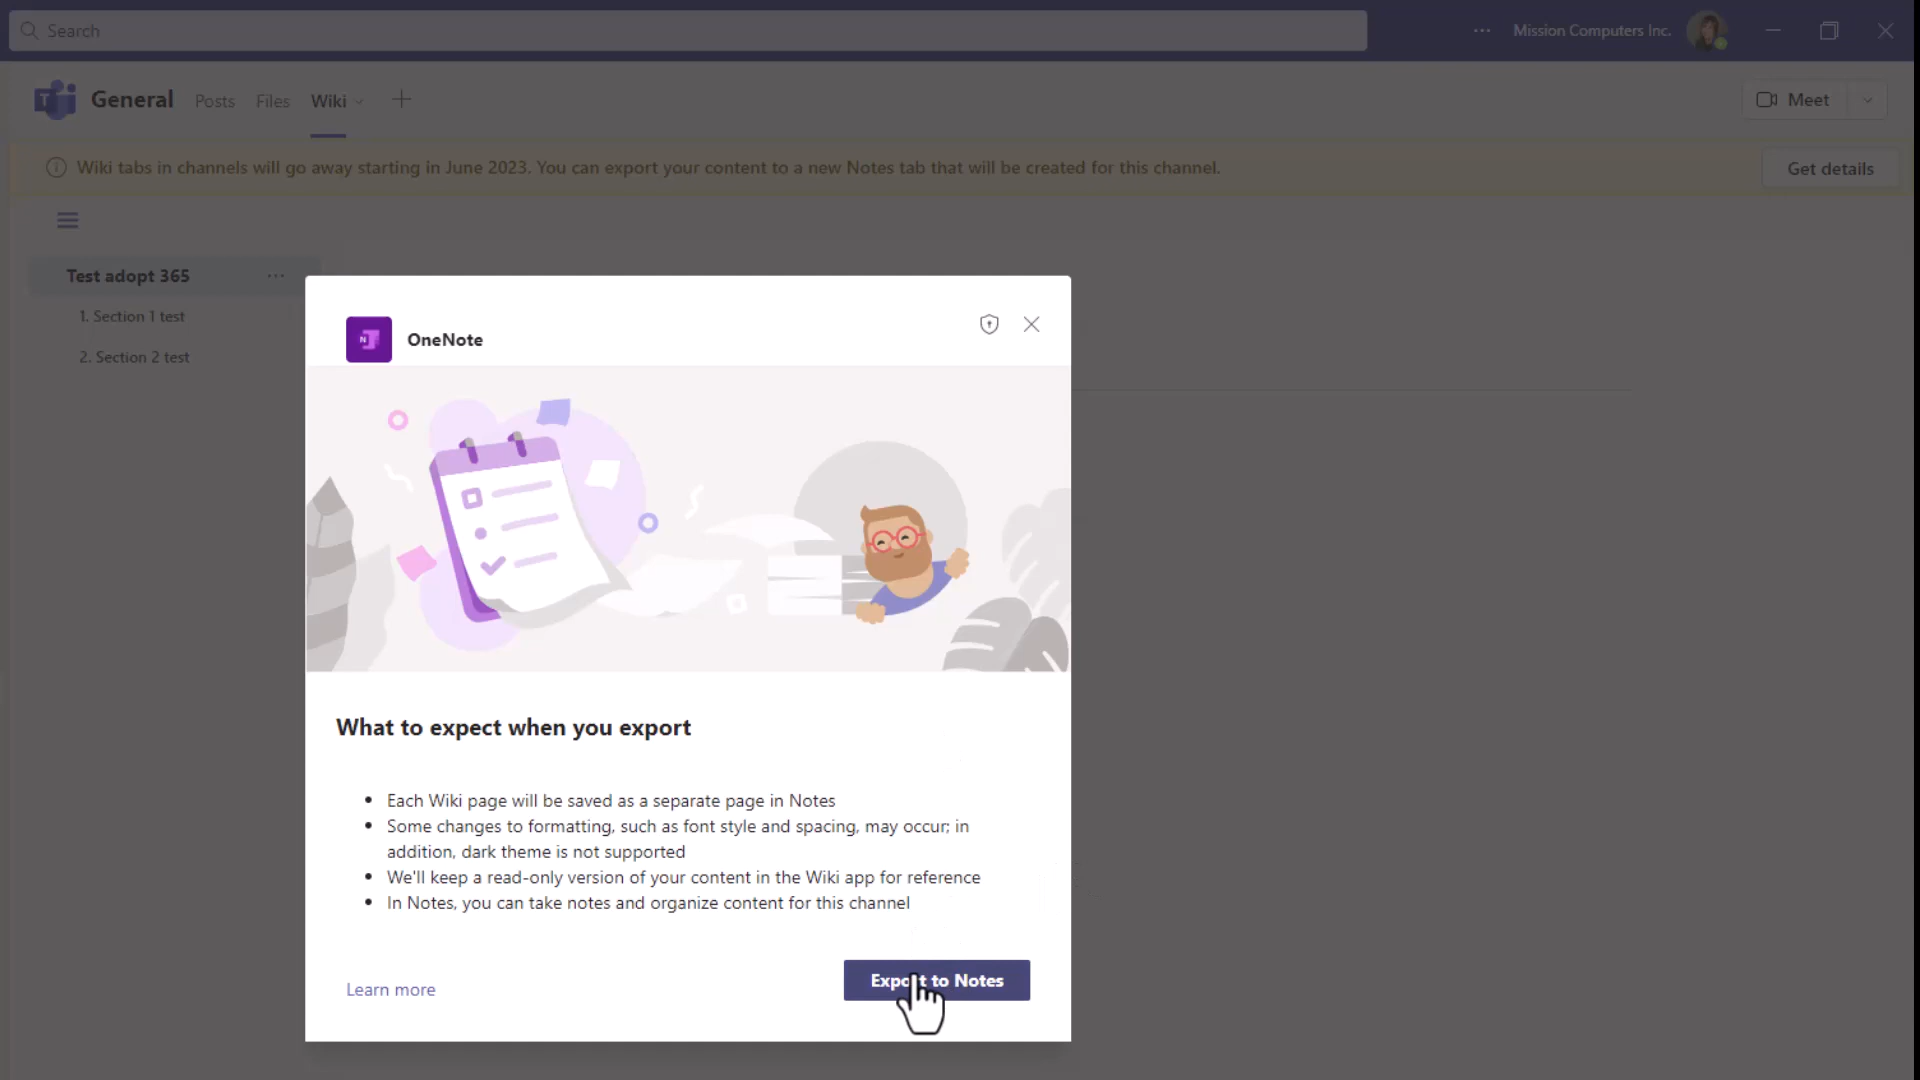 Search
Mission Computers Inc.
General
Posts
Files
Wiki
Meet
Wiki tabs in channels will go away starting in June 2023. You can export your content to a new Notes tab that will be created for this channel.
Get details
Test adopt 365
1. Section 1 test
2. Section 2 test
OneNote
What to expect when you export
• Each Wiki page will be saved as a separate page in Notes
• Some changes to formatting, such as font style and spacing, may occur; in
addition, dark theme is not supported
• We'll keep a read-only version of your content in the Wiki app for reference
• In Notes, you can take notes and organize content for this channel
Learn more
Export to Notes